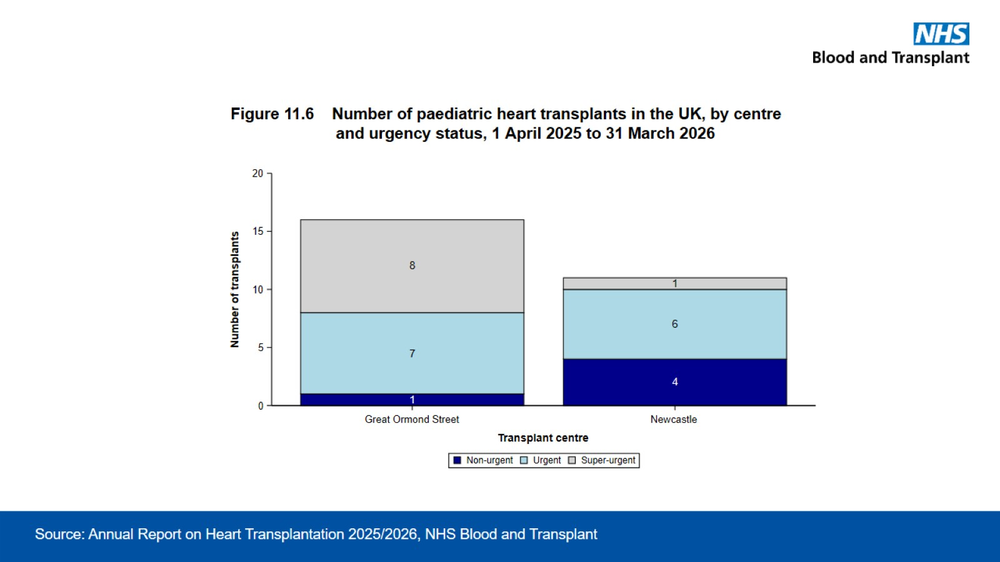 NHS
Blood and Transplant
Figure 11.6 Number of paediatric heart transplants in the UK, by centre
and urgency status, 1 April 2025 to 31 March 2026
Number of transplants
20
15
10
5
0
8
7
1
1
6
4
Great Ormond Street
Newcastle
Transplant centre
Non-urgent Urgent Super-urgent
Source: Annual Report on Heart Transplantation 2025/2026, NHS Blood and Transplant